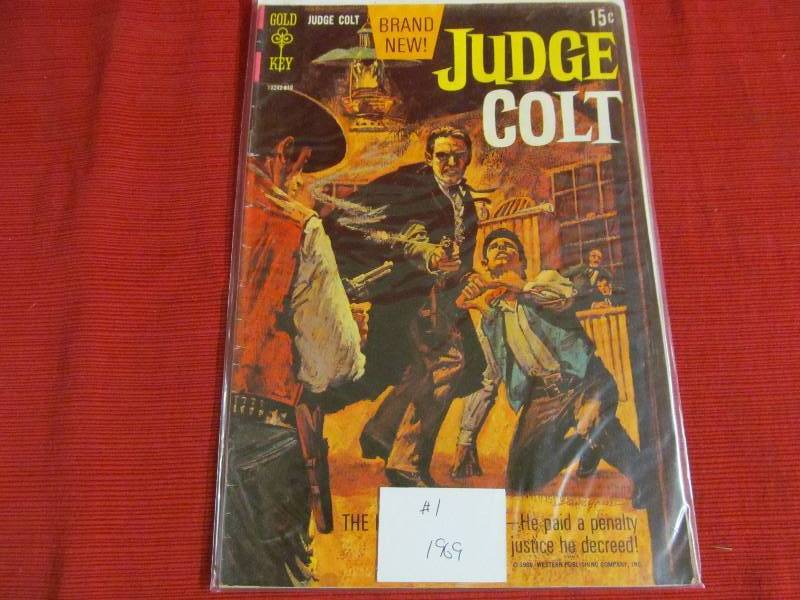 GOLD
KEY
JUDGE COLT
BRAND
NEW!
15¢
JUDGE
COLT
THE
—He paid a penalty
justice he decreed!
© 1969 WESTERN PUBLISHING COMPANY, INC.
#1
1969